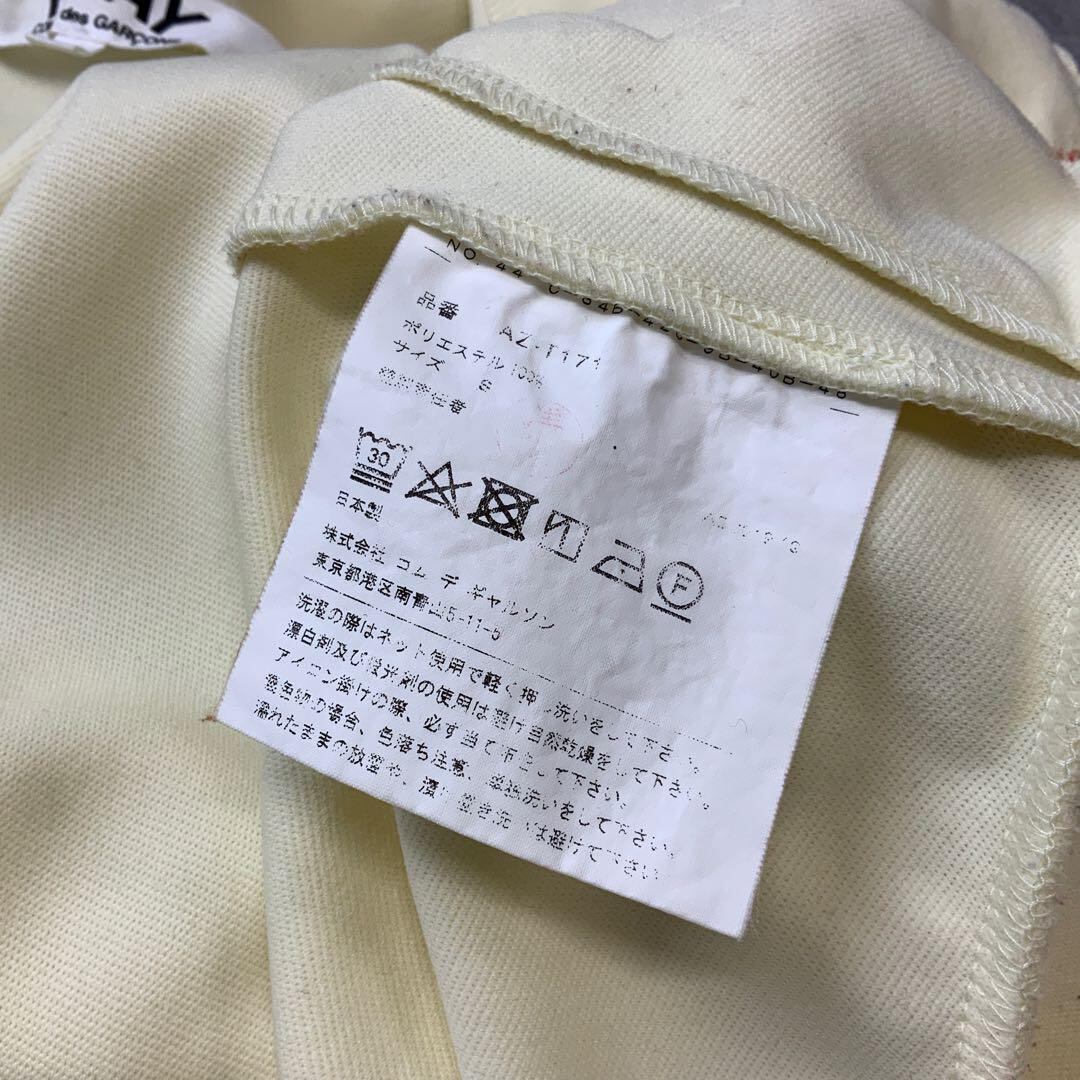 des GARÇONS
品番 AZ-T171
ポリエステル100%
サイズ S
30
日本製
F
株式会社 コム デ ギャルソン
東京都港区南青山5-11-5
洗濯の際はネット使用で軽く押し洗いをして下さい。
漂白剤及び蛍光剤の使用は避け自然乾燥をして下さい。
アイロン掛けの際、必ず当て布をして下さい。
濃色物の場合、色落ち注意、単独洗いをして下さい。
濡れたままの放置や、漬け置き洗いは避けて下さい。